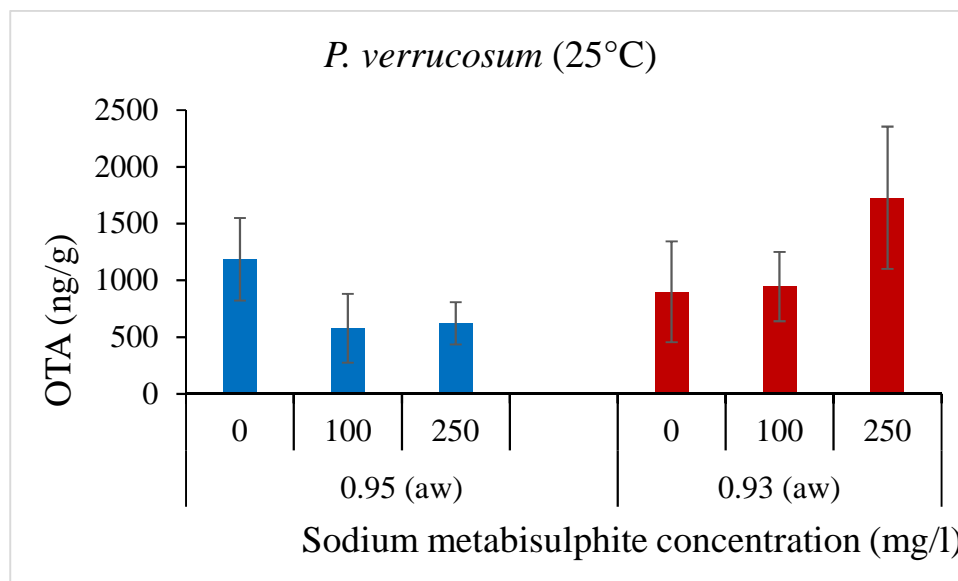 P. verrucosum (25°C)
OTA (ng/g)
2500
2000
1500
1000
500
0
0 100 250 0 100 250
0.95 (aw) 0.93 (aw)
Sodium metabisulphite concentration (mg/l)